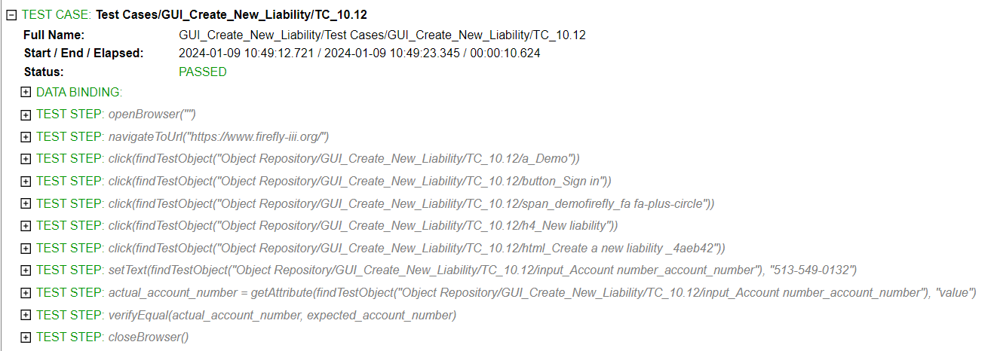 TEST CASE: Test Cases/GUI_Create_New_Liability/TC_10.12
Full Name: GUI_Create_New_Liability/Test Cases/GUI_Create_New_Liability/TC_10.12
Start / End / Elapsed: 2024-01-09 10:49:12.721 / 2024-01-09 10:49:23.345 / 00:00:10.624
Status: PASSED
DATA BINDING:
TEST STEP: openBrowser("")
TEST STEP: navigateToUrl("https://www.firefly-iii.org/")
TEST STEP: click(findTestObject("Object Repository/GUI_Create_New_Liability/TC_10.12/a_Demo"))
TEST STEP: click(findTestObject("Object Repository/GUI_Create_New_Liability/TC_10.12/button_Sign in"))
TEST STEP: click(findTestObject("Object Repository/GUI_Create_New_Liability/TC_10.12/span_demofirefly_fa fa-plus-circle"))
TEST STEP: click(findTestObject("Object Repository/GUI_Create_New_Liability/TC_10.12/h4_New liability"))
TEST STEP: click(findTestObject("Object Repository/GUI_Create_New_Liability/TC_10.12/html_Create a new liability _4aeb42"))
TEST STEP: setText(findTestObject("Object Repository/GUI_Create_New_Liability/TC_10.12/input_Account number_account_number"), "513-549-0132")
TEST STEP: actual_account_number = getAttribute(findTestObject("Object Repository/GUI_Create_New_Liability/TC_10.12/input_Account number_account_number"), "value")
TEST STEP: verifyEqual(actual_account_number, expected_account_number)
TEST STEP: closeBrowser()